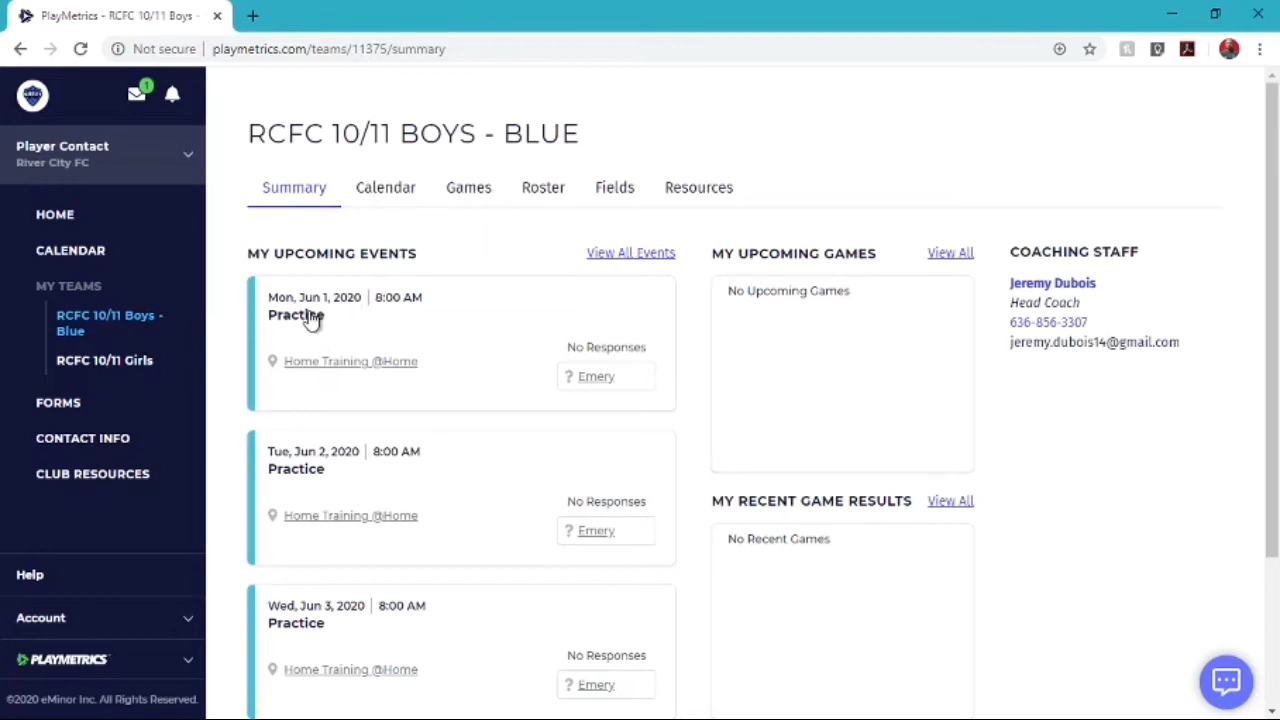 PlayMetrics - RCFC 10/11 Boys -
Not secure
playmetrics.com/teams/11375/summary
1
Player Contact
River City FC
HOME
CALENDAR
MY TEAMS
RCFC 10/11 Boys -
Blue
RCFC 10/11 Girls
FORMS
CONTACT INFO
CLUB RESOURCES
Help
Account
PLAYMETRICS
©2020 eMinor Inc. All Rights Reserved.
RCFC 10/11 BOYS - BLUE
Summary Calendar Games Roster Fields Resources
MY UPCOMING EVENTS View All Events
Mon, Jun 1, 2020 | 8:00 AM
Practice
No Responses
Home Training @Home
? Emery
Tue, Jun 2, 2020 | 8:00 AM
Practice
No Responses
Home Training @Home
? Emery
Wed, Jun 3, 2020 | 8:00 AM
Practice
No Responses
Home Training @Home
? Emery
MY UPCOMING GAMES View All
No Upcoming Games
MY RECENT GAME RESULTS View All
No Recent Games
COACHING STAFF
Jeremy Dubois
Head Coach
636-856-3307
jeremy.dubois14@gmail.com